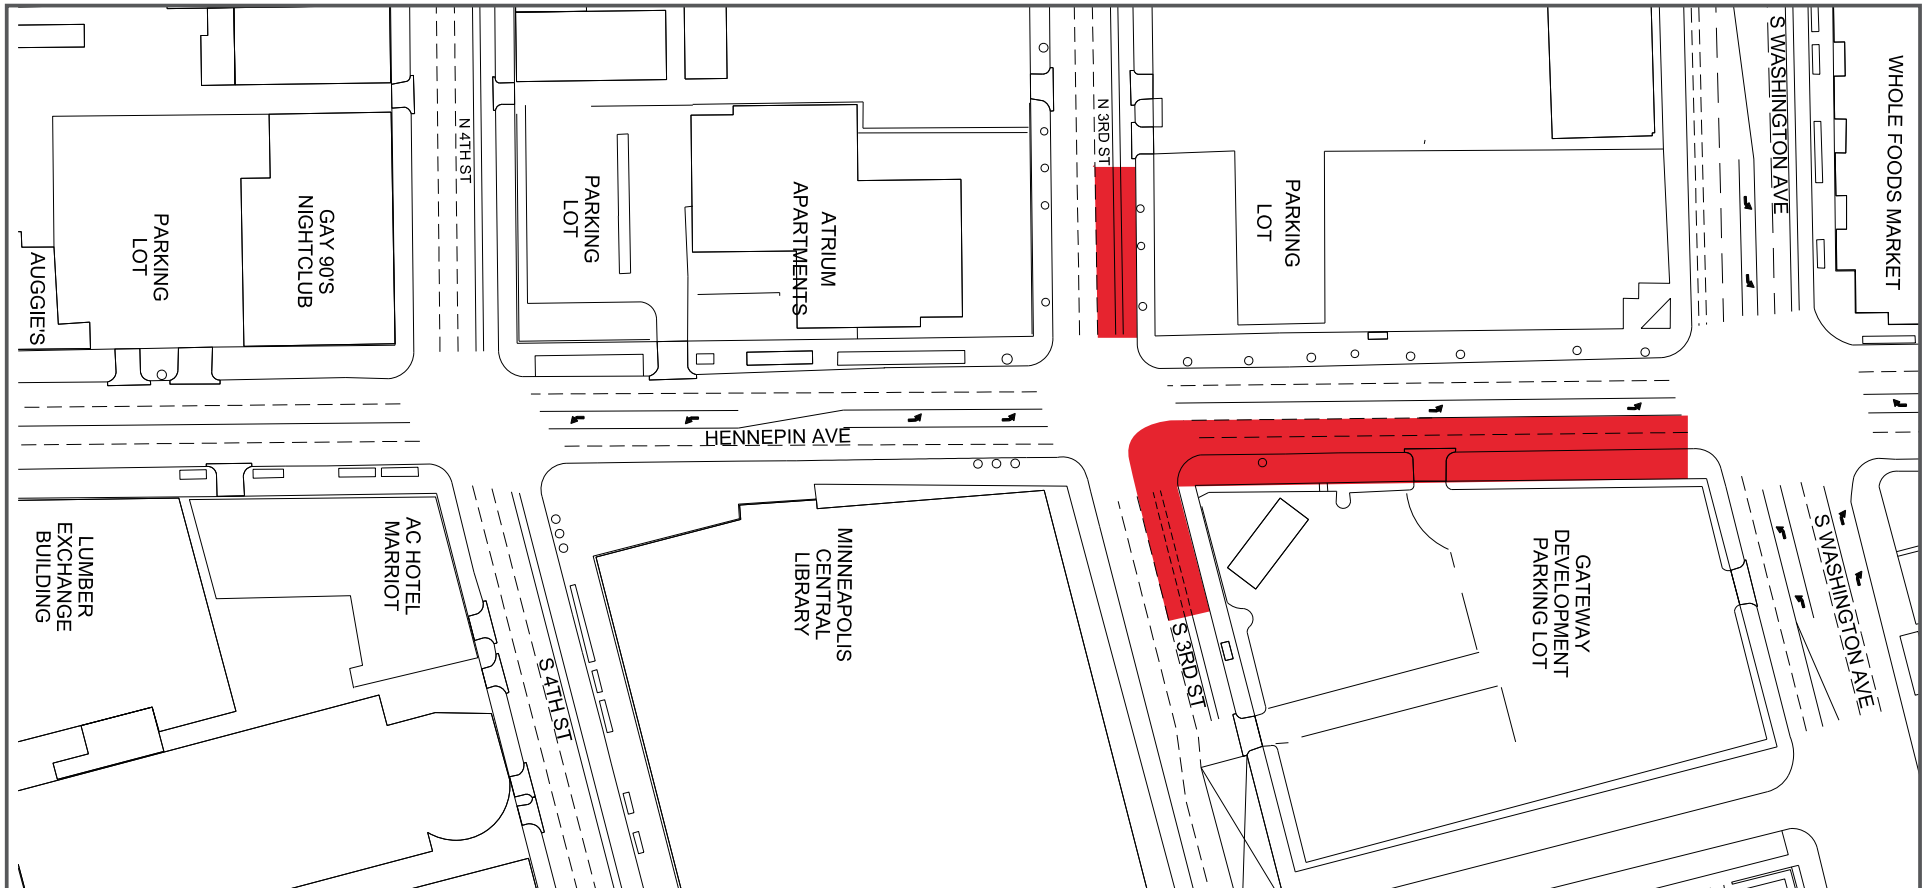 S WASHINGTON AVE
WHOLE FOODS MARKET
N 4TH ST
N 3RD ST
PARKING
LOT
GAY 90'S
NIGHTCLUB
AUGGIE'S
PARKING
LOT
ATRIUM
APARTMENTS
PARKING
LOT
HENNEPIN AVE
LUMBER
EXCHANGE
BUILDING
AC HOTEL
MARRIOT
S 4TH ST
MINNEAPOLIS
CENTRAL
LIBRARY
S 3RD ST
GATEWAY
DEVELOPMENT
PARKING LOT
S WASHINGTON AVE